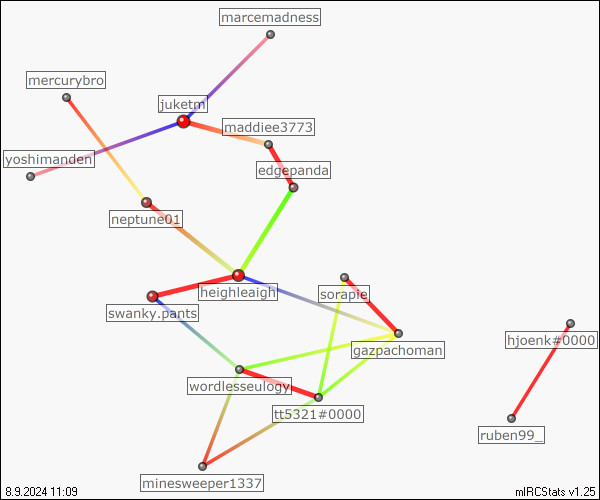 marcemadness
mercurybro
juketm
maddiee3773
yoshimanden
edgepanda
neptune01
heighleaigh
sorapie
swanky.pants
hjoenk#0000
gazpachoman
wordlesseulogy
tt5321#0000
ruben99_
minesweeper1337
8.9.2024 11:09
mIRCStats v1.25